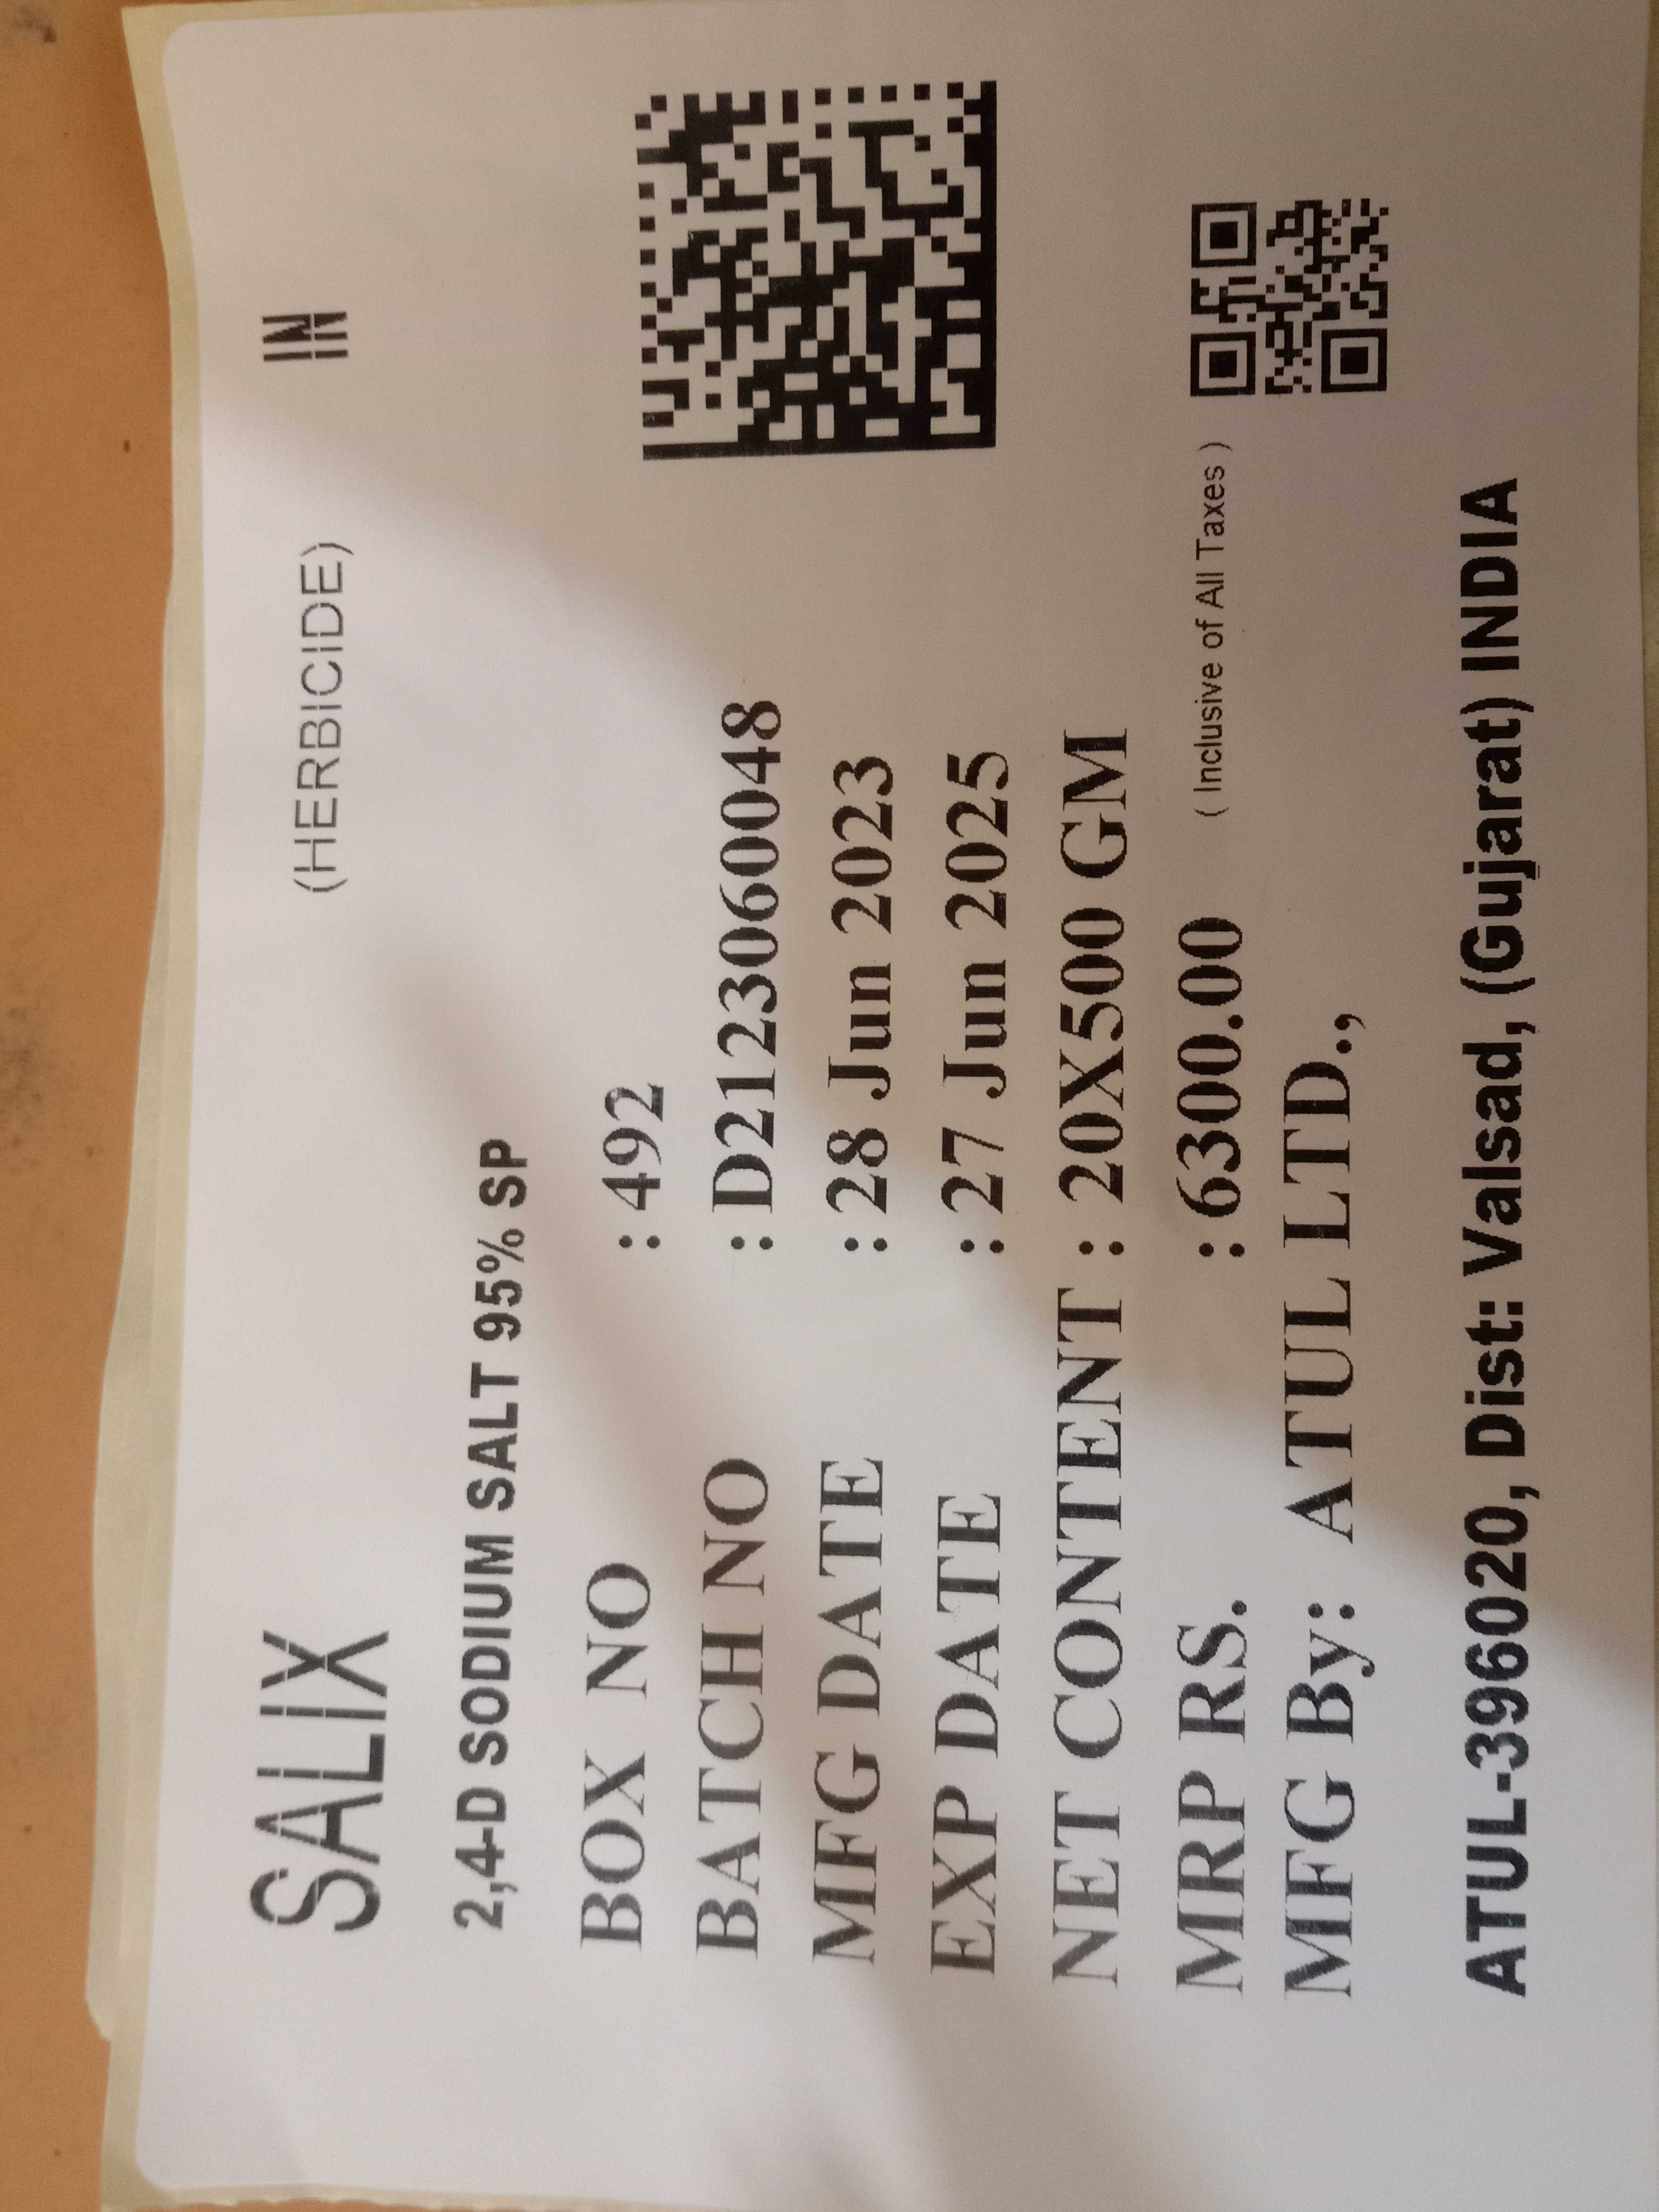 SALIX (HERBICIDE) IN
2,4-D SODIUM SALT 95% SP
BOX NO : 492
BATCH NO : D2123060048
MFG DATE : 28 Jun 2023
EXP DATE : 27 Jun 2025
NET CONTENT : 20X500 GM
MRP RS. : 6300.00 ( Inclusive of All Taxes )
MFG By: ATUL LTD.,
ATUL-396020, Dist: Valsad, (Gujarat) INDIA